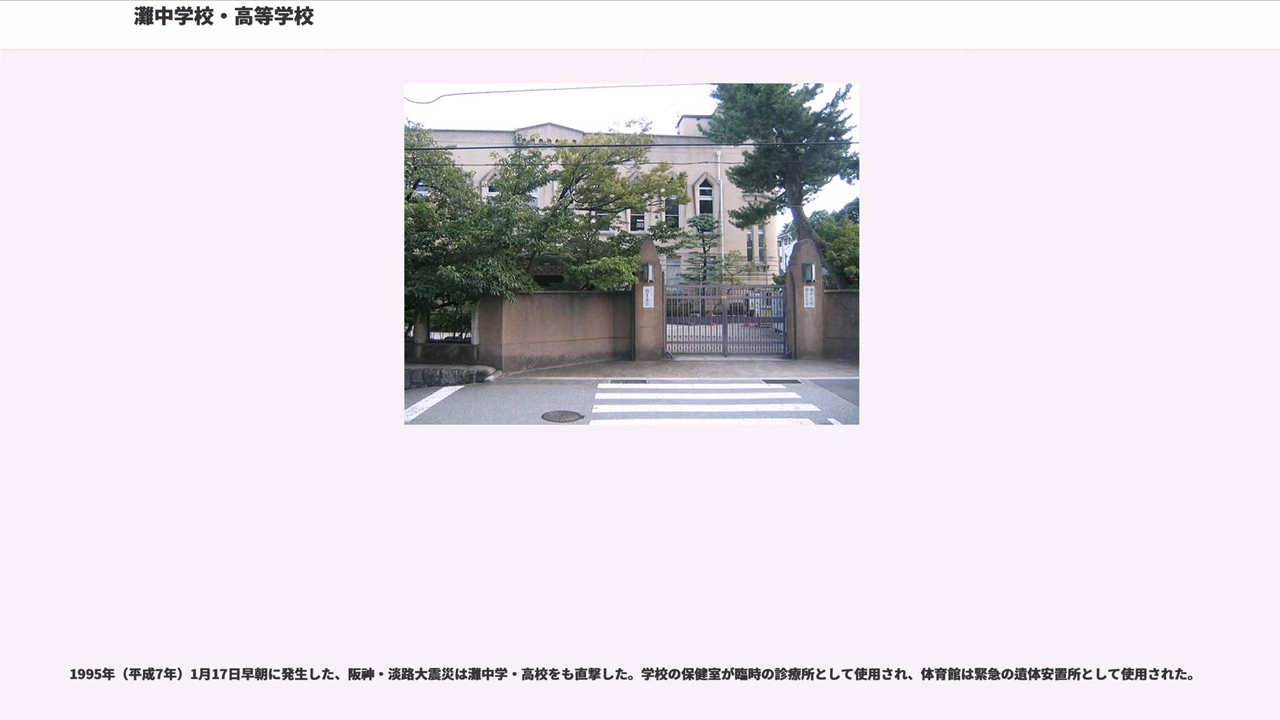 灘中学校・高等学校
1995年（平成7年）1月17日早朝に発生した、阪神・淡路大震災は灘中学・高校をも直撃した。学校の保健室が臨時の診療所として使用され、体育館は緊急の遺体安置所として使用された。